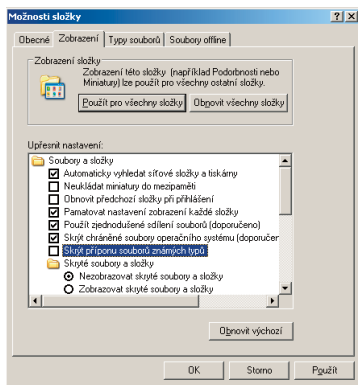 Možnosti složky
Obecné Zobrazení Typy souborů Soubory offline
Zobrazení složky
Zobrazení této složky (například Podorbnosti nebo
Miniatury) lze použít pro všechny ostatní složky.
Použít pro všechny složky Obnovit všechny složky
Upřesnit nastavení:
Soubory a složky
Automaticky vyhledat síťové složky a tiskárny
Neukládat miniatury do mezipaměti
Obnovit předchozí složky při přihlášení
Pamatovat nastavení zobrazení každé složky
Použít zjednodušené sdílení souborů (doporučeno)
Skrýt chráněné soubory operačního systému (doporučer
Skrýt příponu souborů známých typů
Skryté soubory a složky
Nezobrazovat skryté soubory a složky
Zobrazovat skryté soubory a složky
Obnovit výchozí
OK Storno Použít